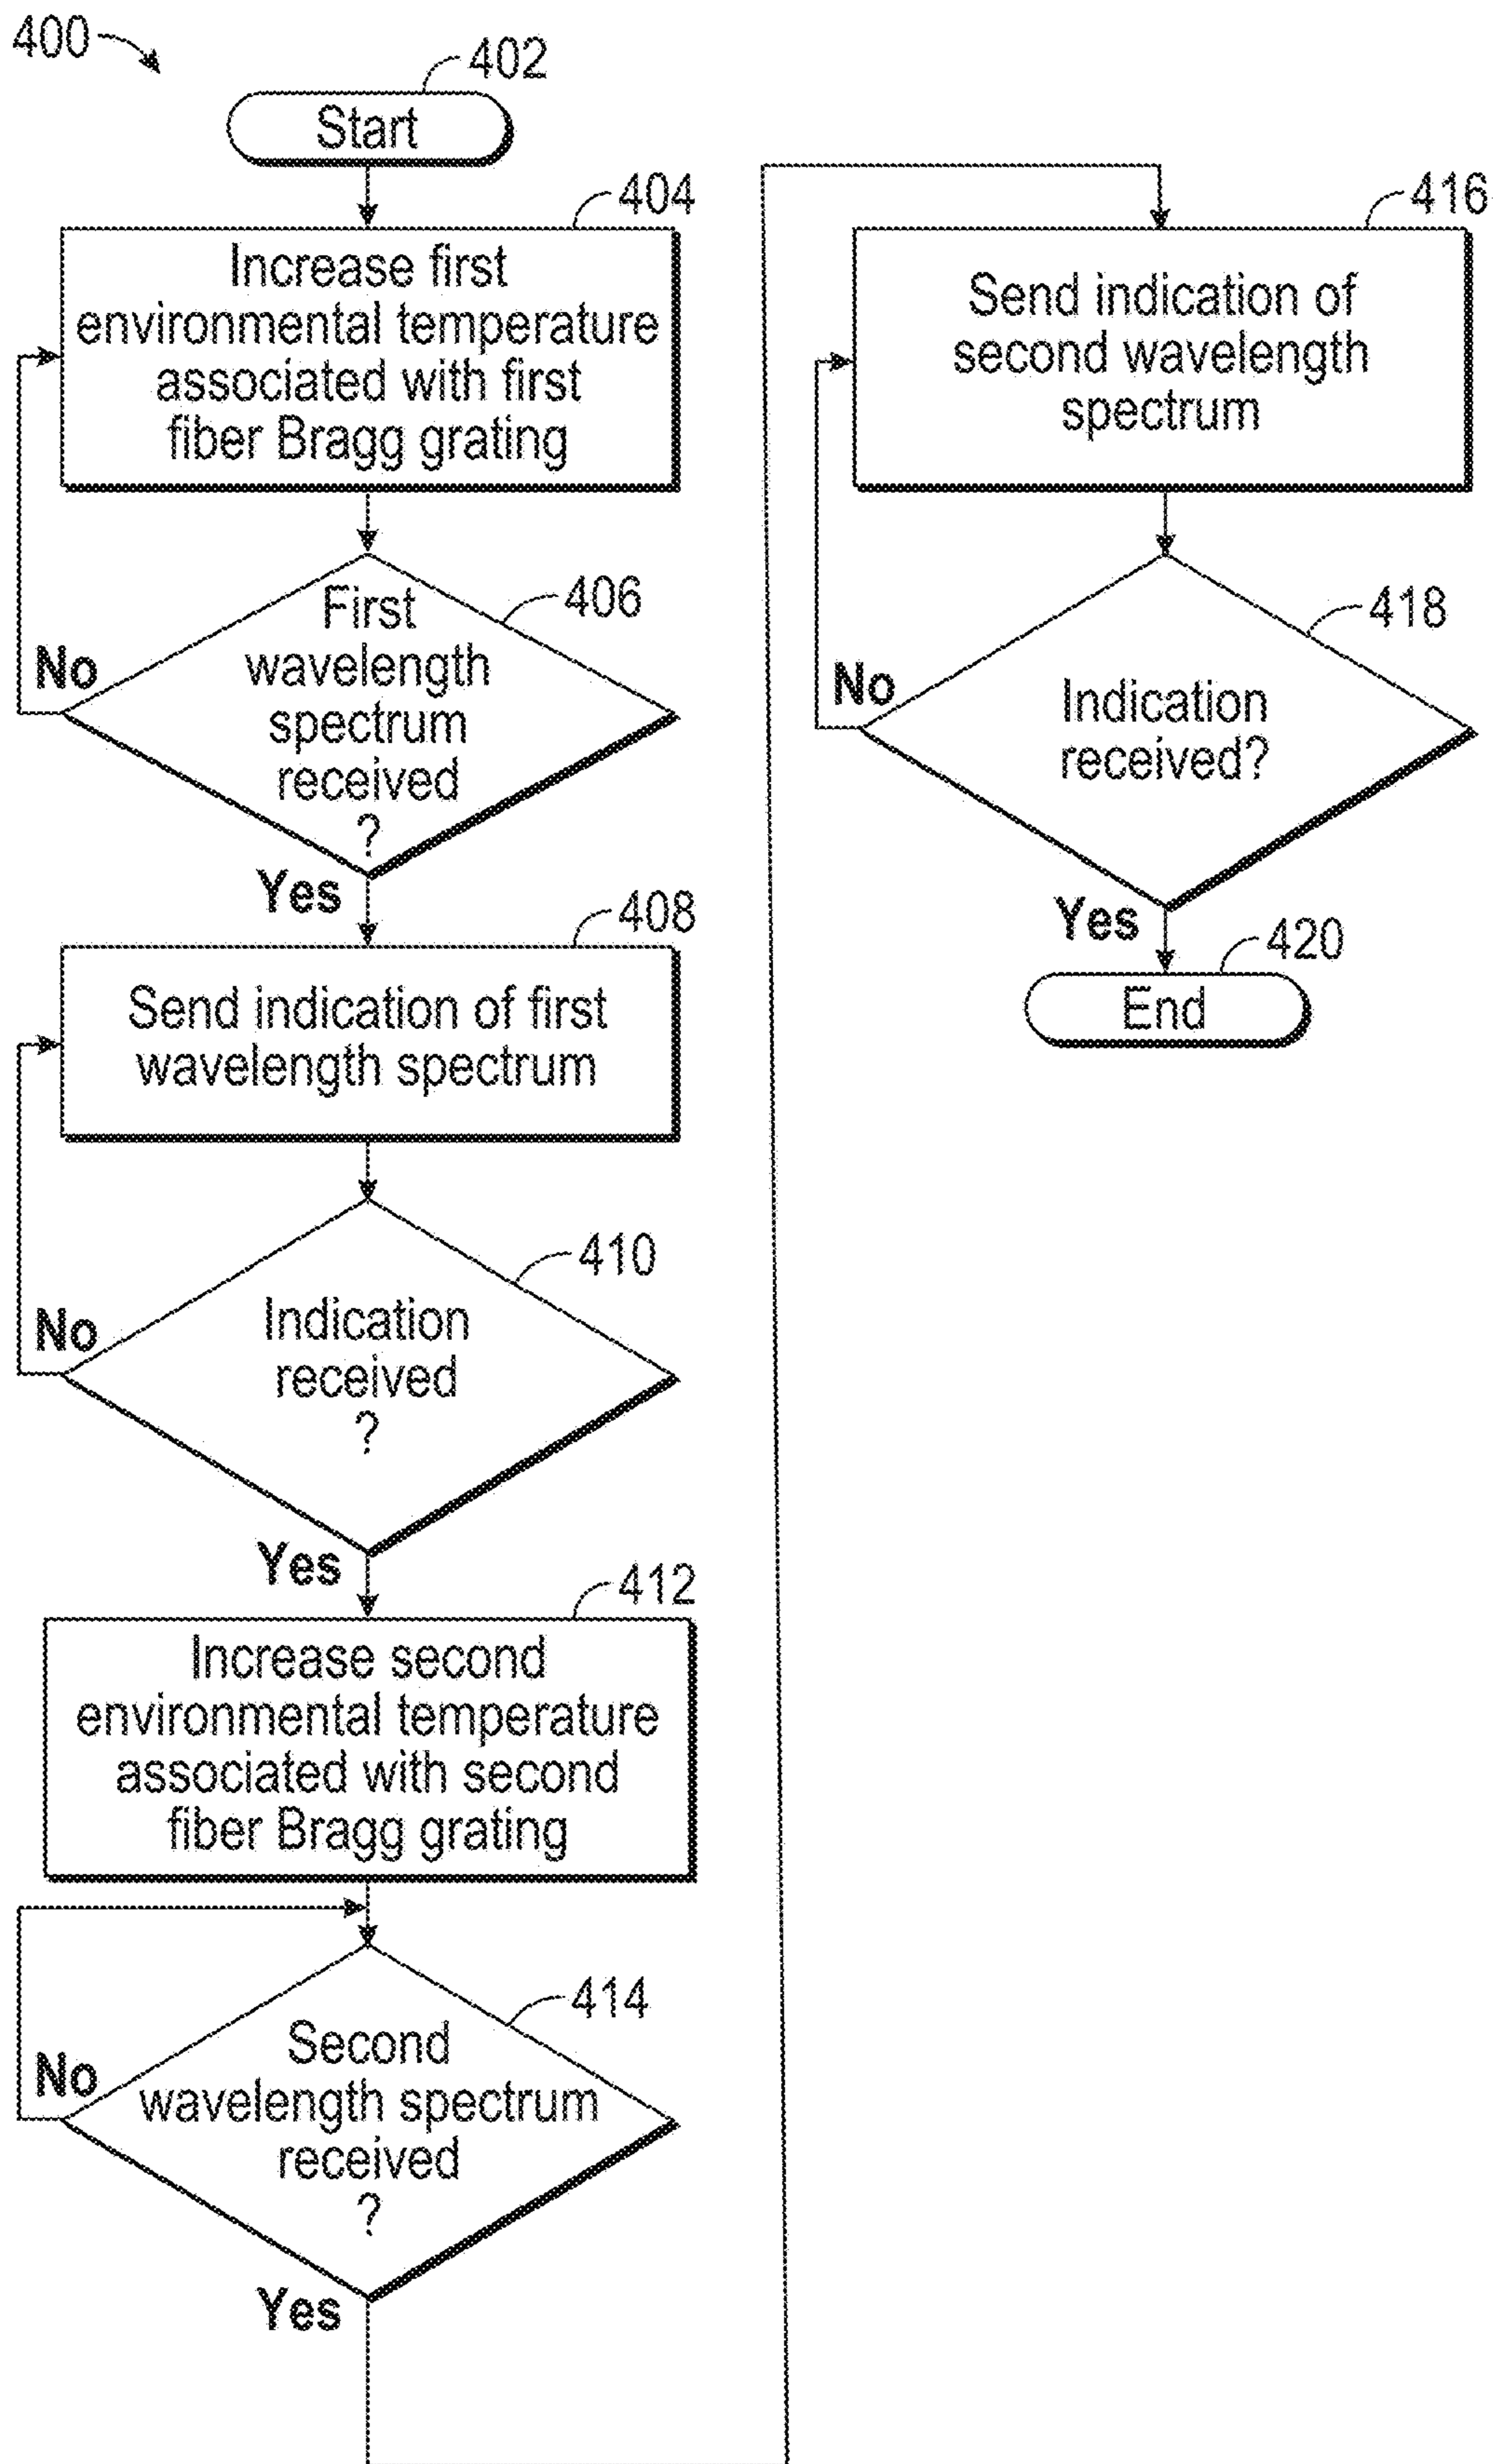 400
402
Start
404
Increase first
environmental temperature
associated with first
fiber Bragg grating
406
First
wavelength
spectrum
received
?
No
Yes
408
Send indication of first
wavelength spectrum
410
Indication
received
?
No
Yes
412
Increase second
environmental temperature
associated with second
fiber Bragg grating
414
Second
wavelength spectrum
received
?
No
Yes
416
Send indication of
second wavelength
spectrum
418
Indication
received?
No
Yes
420
End